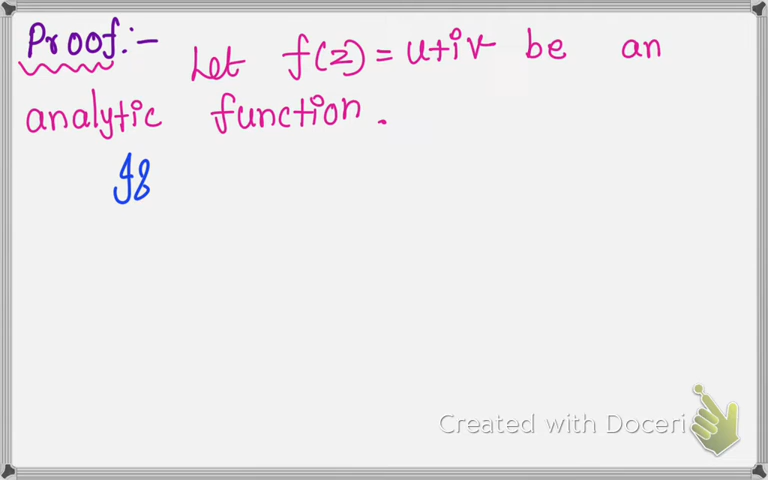 Proof:- Let f(z) = u+iv be an
analytic function.
If
Created with Doceri